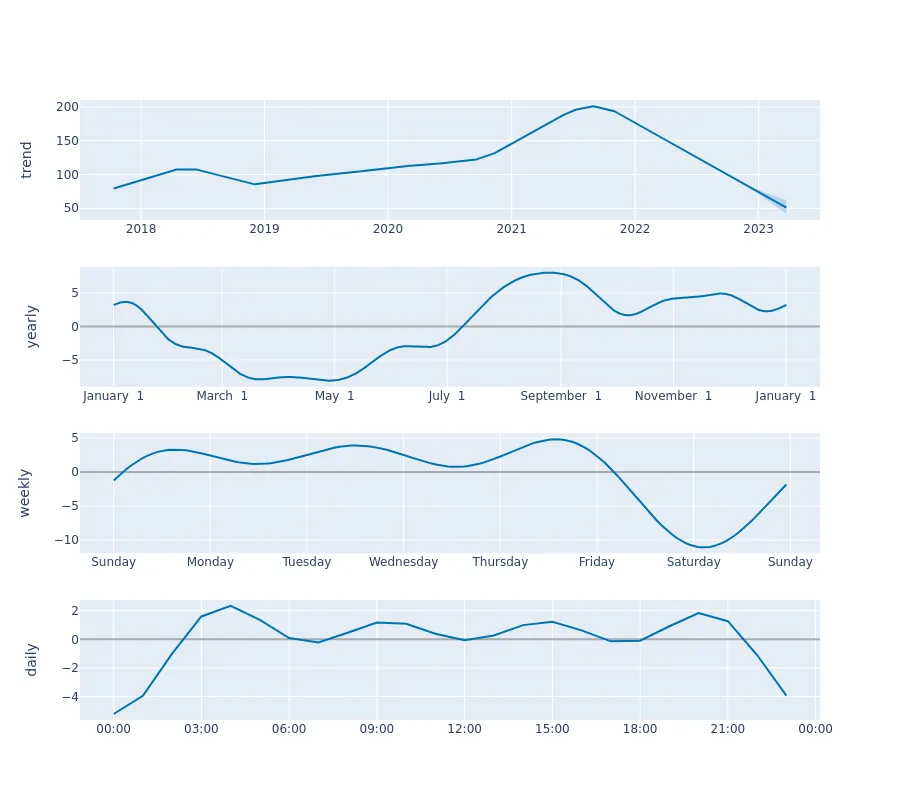 trend
200
150
100
50
2018 2019 2020 2021 2022 2023
yearly
5
0
−5
January 1 March 1 May 1 July 1 September 1 November 1 January 1
weekly
5
0
−5
−10
Sunday Monday Tuesday Wednesday Thursday Friday Saturday Sunday
daily
2
0
−2
−4
00:00 03:00 06:00 09:00 12:00 15:00 18:00 21:00 00:00